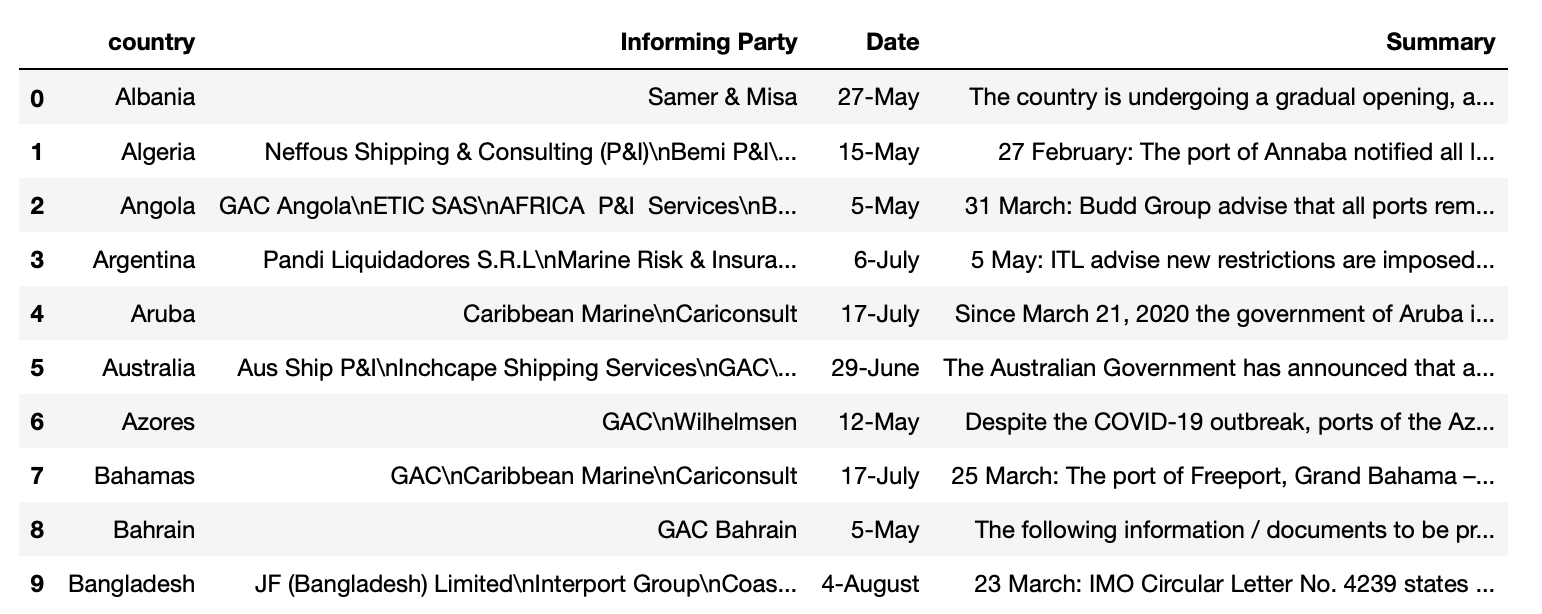 country Informing Party Date Summary
0 Albania Samer & Misa 27-May The country is undergoing a gradual opening, a...
1 Algeria Neffous Shipping & Consulting (P&I)\nBemi P&I\... 15-May 27 February: The port of Annaba notified all l...
2 Angola GAC Angola\nETIC SAS\nAFRICA  P&I  Services\nB... 5-May 31 March: Budd Group advise that all ports rem...
3 Argentina Pandi Liquidadores S.R.L\nMarine Risk & Insura... 6-July 5 May: ITL advise new restrictions are imposed...
4 Aruba Caribbean Marine\nCariconsult 17-July Since March 21, 2020 the government of Aruba i...
5 Australia Aus Ship P&I\nInchcape Shipping Services\nGAC\... 29-June The Australian Government has announced that a...
6 Azores GAC\nWilhelmsen 12-May Despite the COVID-19 outbreak, ports of the Az...
7 Bahamas GAC\nCaribbean Marine\nCariconsult 17-July 25 March: The port of Freeport, Grand Bahama –...
8 Bahrain GAC Bahrain 5-May The following information / documents to be pr...
9 Bangladesh JF (Bangladesh) Limited\nInterport Group\nCoas... 4-August 23 March: IMO Circular Letter No. 4239 states ...